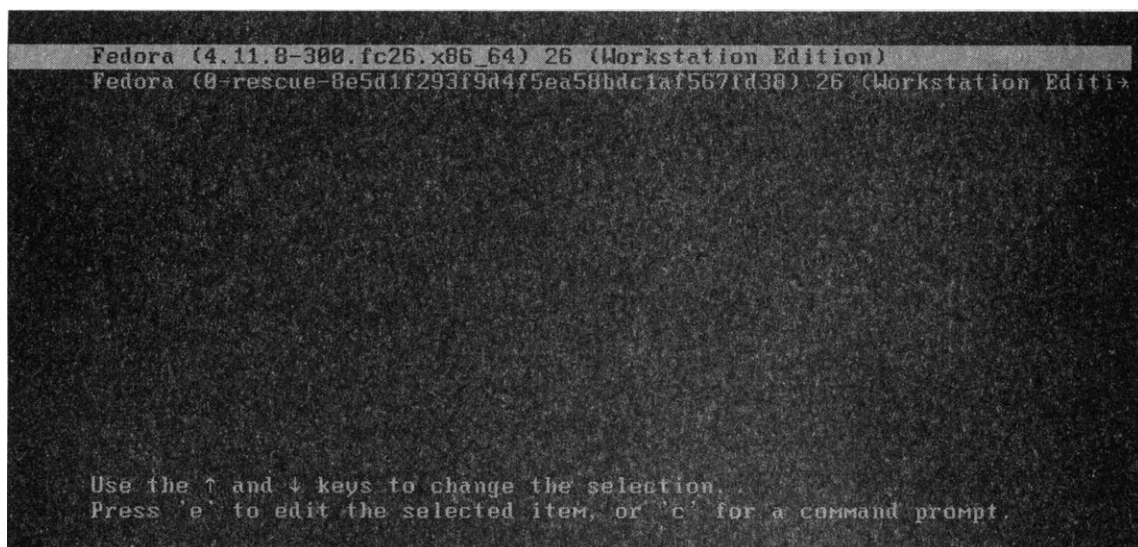 Fedora (4.11.8-300.fc26.x86_64) 26 (Workstation Edition)
Fedora (0-rescue-8e5d1f293f9d4f5ea58bdc1af567fd38) 26 (Workstation Editi→
Use the ↑ and ↓ keys to change the selection.
Press 'e' to edit the selected item, or 'c' for a command prompt.